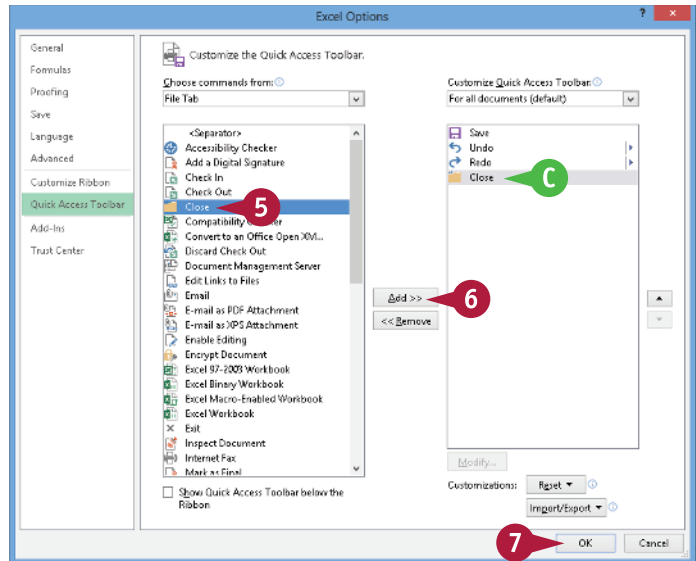 Excel Options
?
×
General
Formulas
Proofing
Save
Language
Advanced
Customize Ribbon
Quick Access Toolbar
Add-Ins
Trust Center
Customize the Quick Access Toolbar.
Choose commands from:
File Tab
<Separator>
Accessibility Checker
Add a Digital Signature
Check In
Check Out
Close
5
Compatibility
Convert to an Office Open XM...
Discard Check Out
Document Management Server
Edit Links to Files
Email
E-mail as PDF Attachment
E-mail as XPS Attachment
Enable Editing
Encrypt Document
Excel 97-2003 Workbook
Excel Binary Workbook
Excel Macro-Enabled Workbook
Excel Workbook
Exit
Inspect Document
Internet Fax
Mark as Final
Show Quick Access Toolbar below the
Ribbon
Add >>
6
<< Remove
Customize Quick Access Toolbar:
For all documents (default)
Save
Undo
Redo
Close
C
Modify...
Customizations:
Reset
Import/Export
7
OK
Cancel